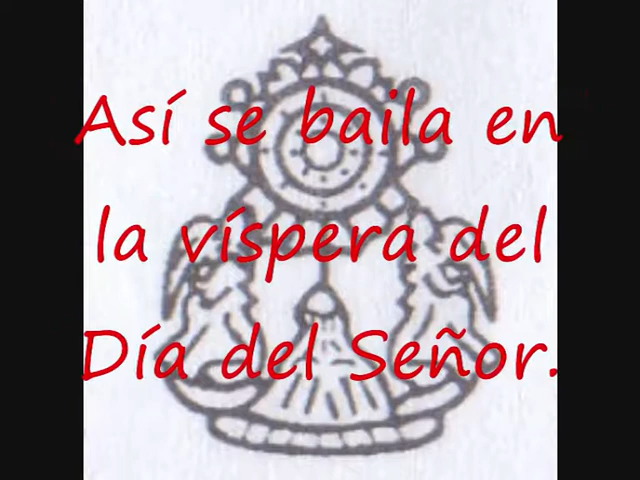 Así se baila en
la víspera del
Día del Señor.